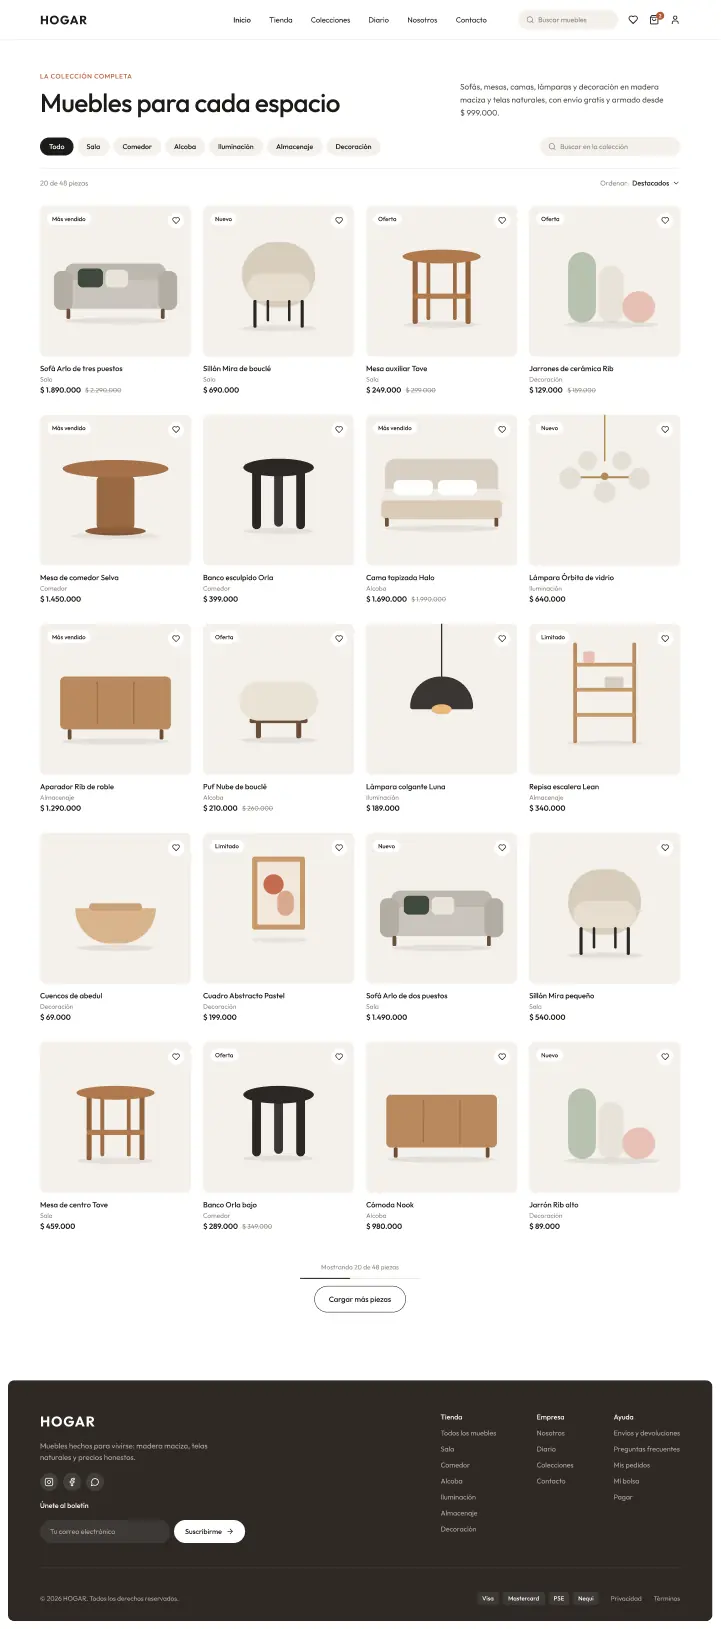 HOGAR
Inicio Tienda Colecciones Diario Nosotros Contacto
Buscar muebles
LA COLECCIÓN COMPLETA
Muebles para cada espacio
Sofás, mesas, camas, lámparas y decoración en madera
maciza y telas naturales, con envío gratis y armado desde
$ 999.000.
Todo Sala Comedor Alcoba Iluminación Almacenaje Decoración
Buscar en la colección
20 de 48 piezas
Ordenar: Destacados
Más vendido Nuevo Oferta Oferta
Sofá Arlo de tres puestos
Sala
$ 1.890.000 $ 2.290.000
Sillón Mira de bouclé
Sala
$ 690.000
Mesa auxiliar Tave
Sala
$ 249.000 $ 299.000
Jarrones de cerámica Rib
Decoración
$ 129.000 $ 159.000
Más vendido Más vendido Nuevo
Mesa de comedor Selva
Comedor
$ 1.450.000
Banco esculpido Orla
Comedor
$ 399.000
Cama tapizada Halo
Alcoba
$ 1.690.000 $ 1.990.000
Lámpara Órbita de vidrio
Iluminación
$ 640.000
Más vendido Oferta Limitado
Aparador Rib de roble
Almacenaje
$ 1.290.000
Puf Nube de bouclé
Alcoba
$ 210.000 $ 260.000
Lámpara colgante Luna
Iluminación
$ 189.000
Repisa escalera Lean
Almacenaje
$ 340.000
Limitado Nuevo
Cuencos de abedul
Decoración
$ 69.000
Cuadro Abstracto Pastel
Decoración
$ 199.000
Sofá Arlo de dos puestos
Sala
$ 1.490.000
Sillón Mira pequeño
Sala
$ 540.000
Oferta Nuevo
Mesa de centro Tave
Sala
$ 459.000
Banco Orla bajo
Comedor
$ 289.000 $ 349.000
Cómoda Nook
Alcoba
$ 980.000
Jarrón Rib alto
Decoración
$ 89.000
Mostrando 20 de 48 piezas
Cargar más piezas
HOGAR
Muebles hechos para vivirse: madera maciza, telas
naturales y precios honestos.
Únete al boletín
Tu correo electrónico
Suscribirme
Tienda
Todos los muebles
Sala
Comedor
Alcoba
Iluminación
Almacenaje
Decoración
Empresa
Nosotros
Diario
Colecciones
Contacto
Ayuda
Envíos y devoluciones
Preguntas frecuentes
Mis pedidos
Mi bolsa
Pagar
© 2026 HOGAR. Todos los derechos reservados.
Visa Mastercard PSE Nequi Privacidad Términos